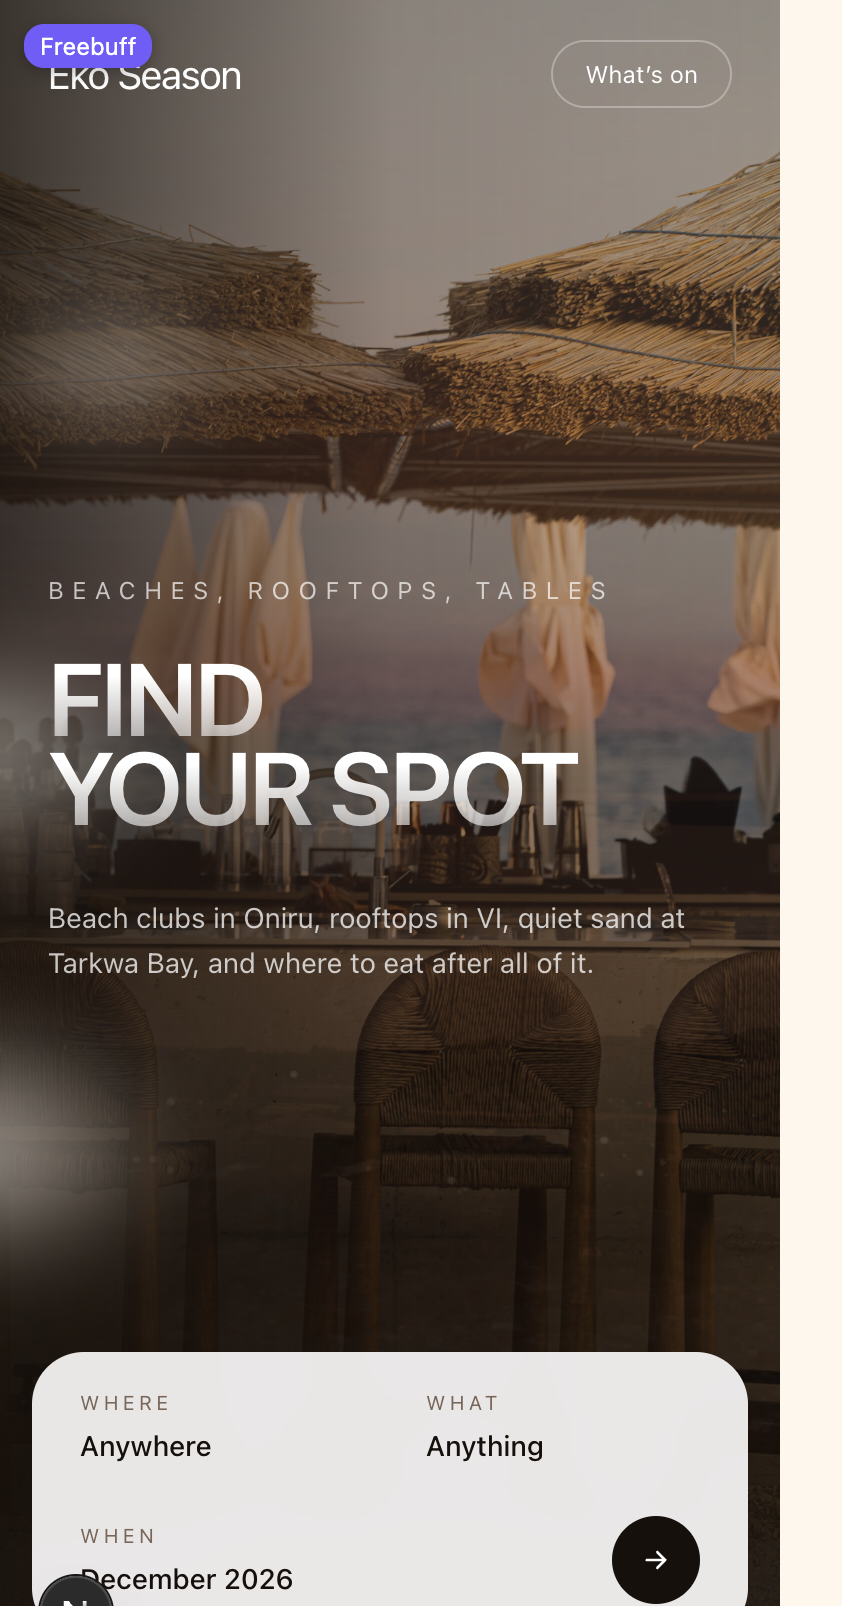 Freebuff
Eko Season
What's on
BEACHES, ROOFTOPS, TABLES
FIND
YOUR SPOT
Beach clubs in Oniru, rooftops in VI, quiet sand at
Tarkwa Bay, and where to eat after all of it.
WHERE
WHAT
Anywhere
Anything
WHEN
December 2026